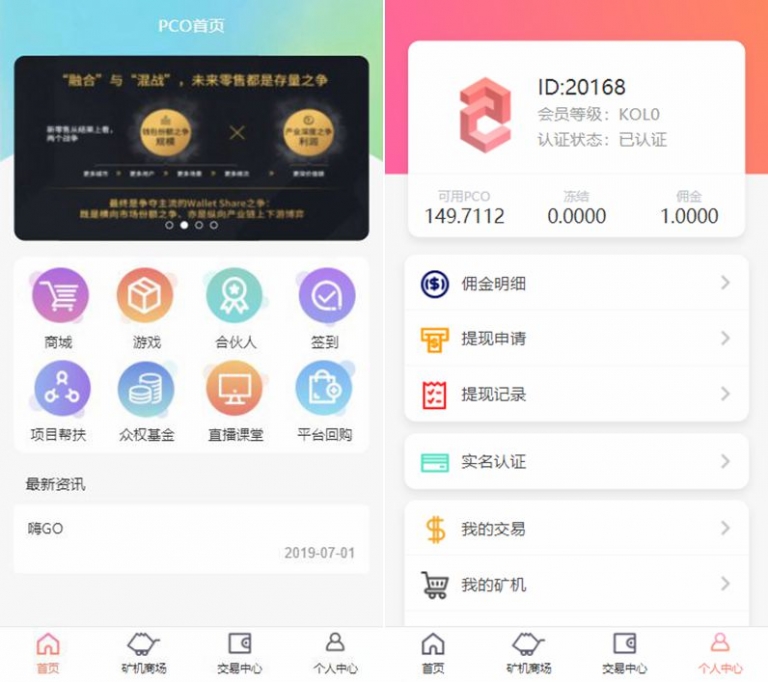 PCO首页
“融合”与“混战”，未来零售都是存量之争
新零售从结果上看，
两个战争
钱包份额之争
规模
产业深度之争
利润
最终是争夺主流的Wallet Share之争：
既是横向市场份额之争、亦是纵向产业链上下游博弈
商城
游戏
合伙人
签到
项目帮扶
众权基金
直播课堂
平台回购
最新资讯
嗨GO
2019-07-01
首页
矿机商场
交易中心
个人中心
ID:20168
会员等级：KOL0
认证状态：已认证
可用PCO
冻结
佣金
149.7112
0.0000
1.0000
佣金明细
提现申请
提现记录
实名认证
我的交易
我的矿机
首页
矿机商场
交易中心
个人中心